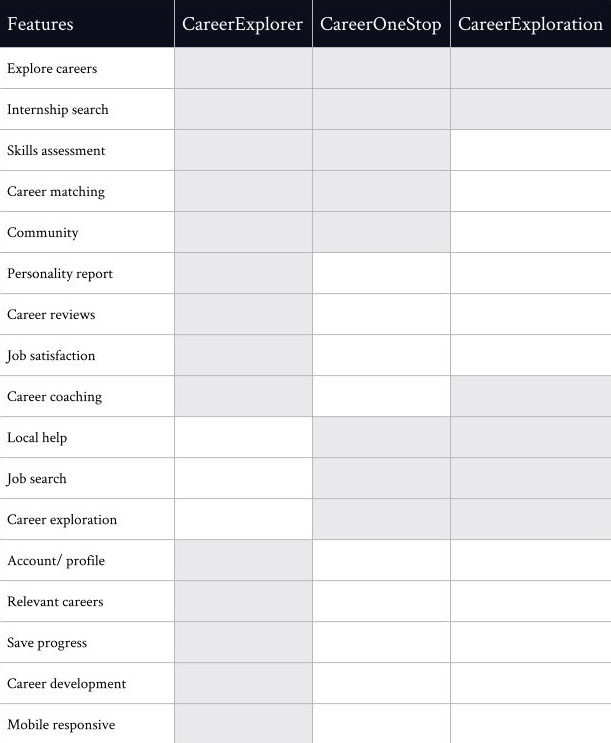 Features CareerExplorer CareerOneStop CareerExploration
Explore careers
Internship search
Skills assessment
Career matching
Community
Personality report
Career reviews
Job satisfaction
Career coaching
Local help
Job search
Career exploration
Account/ profile
Relevant careers
Save progress
Career development
Mobile responsive